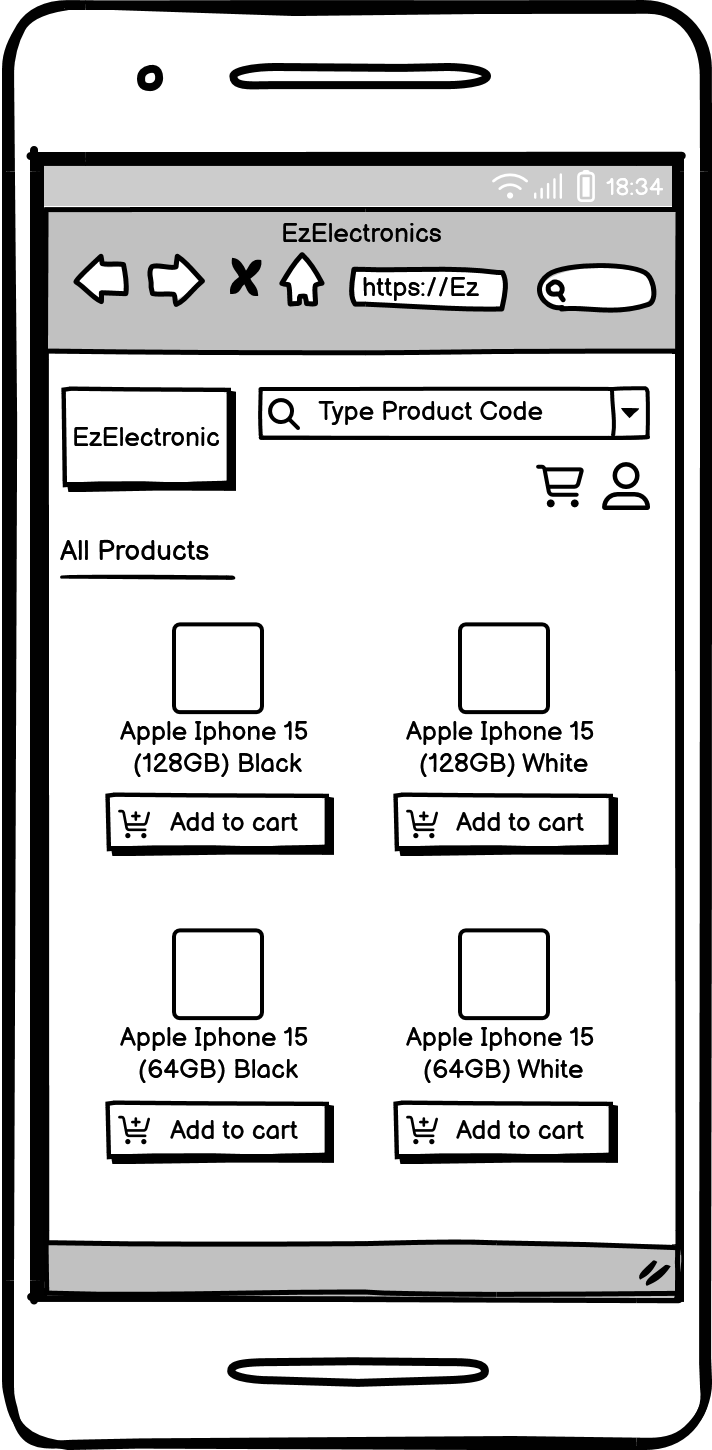 18:34
EzElectronics
https://Ez
EzElectronic
Type Product Code
All Products
Apple Iphone 15
(128GB) Black
Apple Iphone 15
(128GB) White
Add to cart
Add to cart
Apple Iphone 15
(64GB) Black
Apple Iphone 15
(64GB) White
Add to cart
Add to cart